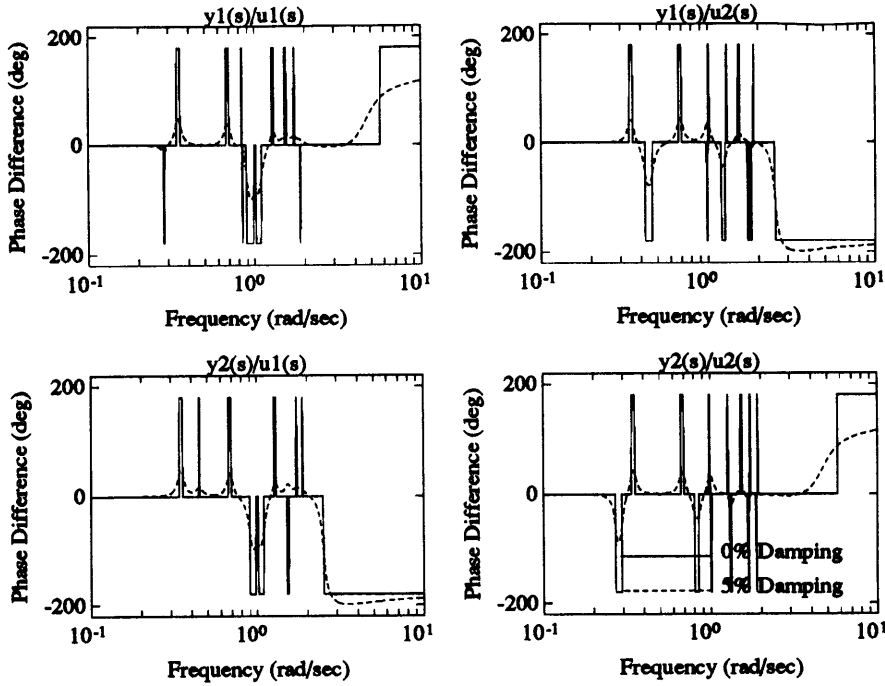 y1(s)/u1(s)
200
0
-200
Phase Difference (deg)
10-1
100
101
Frequency (rad/sec)
y1(s)/u2(s)
200
0
-200
Phase Difference (deg)
10-1
100
101
Frequency (rad/sec)
y2(s)/u1(s)
200
0
-200
Phase Difference (deg)
10-1
100
101
Frequency (rad/sec)
y2(s)/u2(s)
200
0
-200
Phase Difference (deg)
0% Damping
5% Damping
10-1
100
101
Frequency (rad/sec)